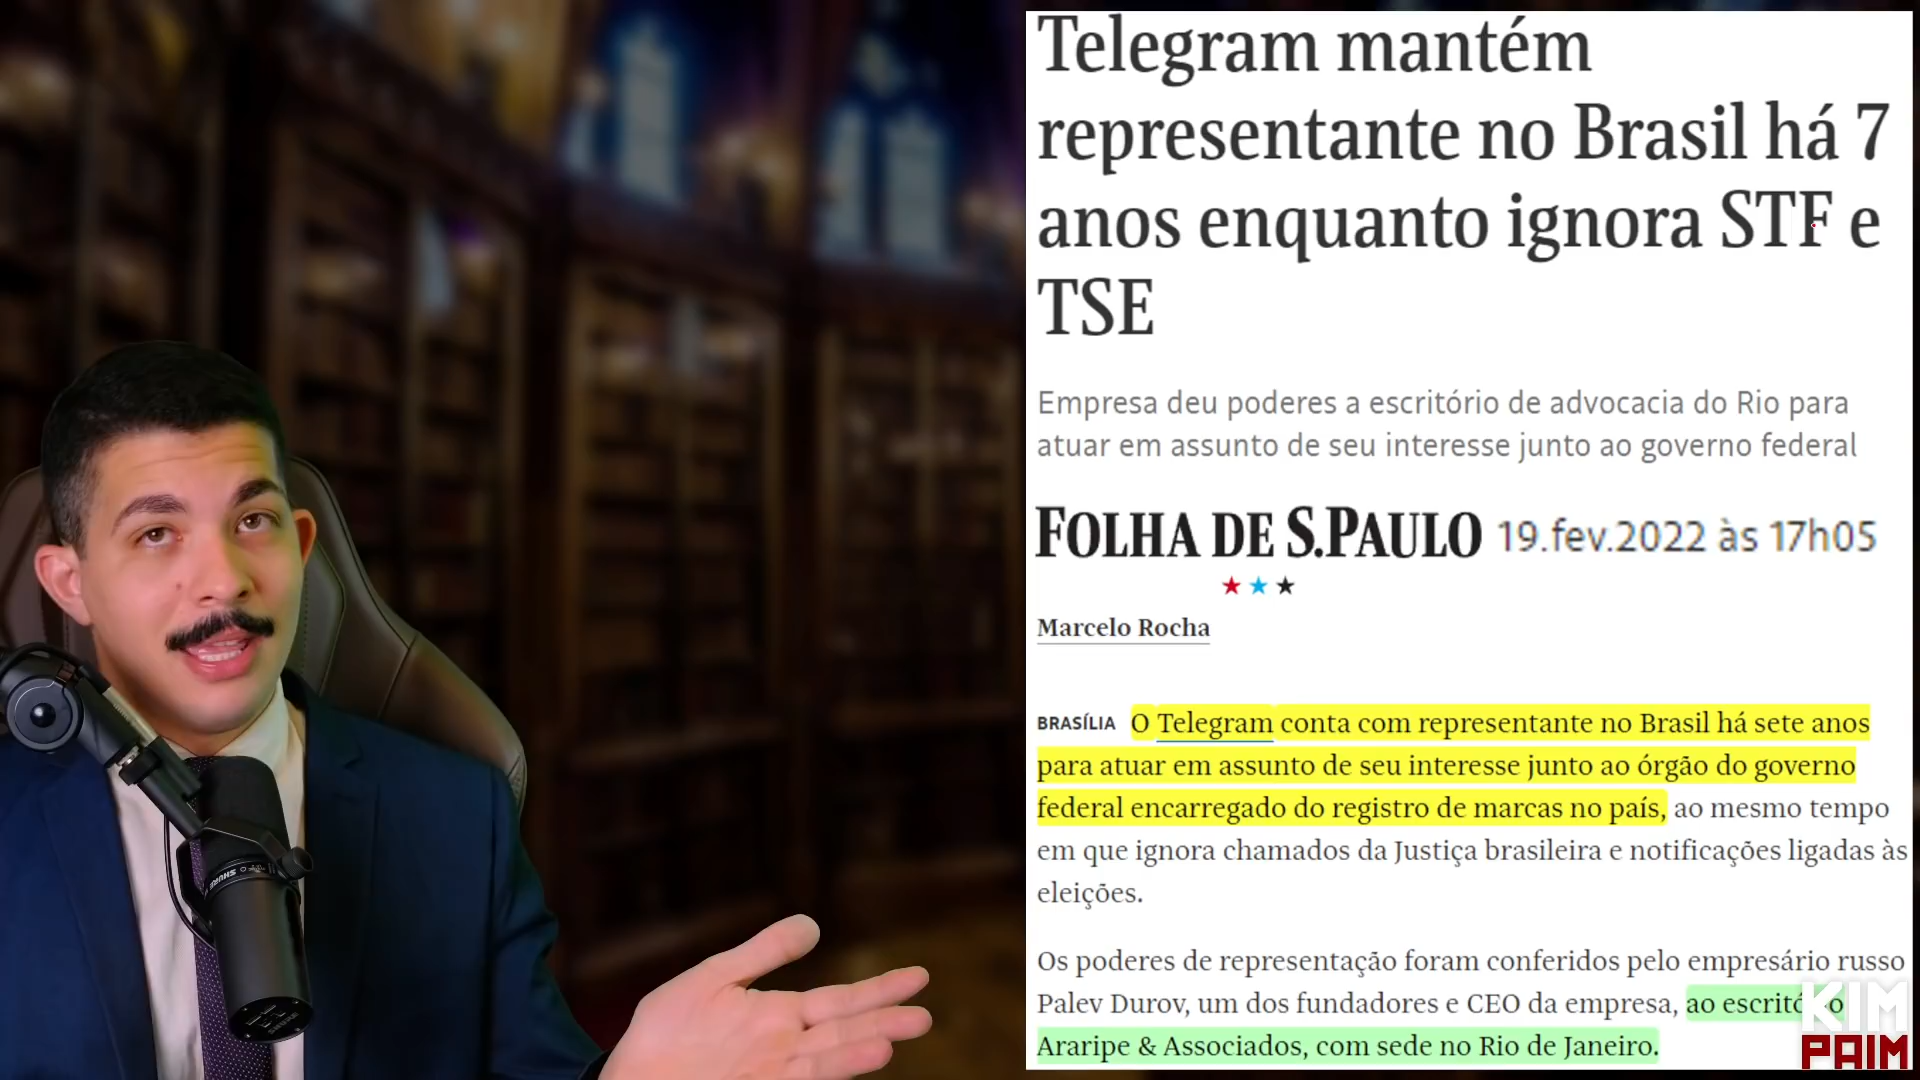 Telegram mantém
representante no Brasil há 7
anos enquanto ignora STF e
TSE
Empresa deu poderes a escritório de advocacia do Rio para
atuar em assunto de seu interesse junto ao governo federal
FOLHA DE S.PAULO 19.fev.2022 às 17h05
Marcelo Rocha
BRASÍLIA O Telegram conta com representante no Brasil há sete anos
para atuar em assunto de seu interesse junto ao órgão do governo
federal encarregado do registro de marcas no país, ao mesmo tempo
em que ignora chamados da Justiça brasileira e notificações ligadas às
eleições.
Os poderes de representação foram conferidos pelo empresário russo
Palev Durov, um dos fundadores e CEO da empresa, ao escritório
Araripe & Associados, com sede no Rio de Janeiro.
KIM
PAIM
SHURE